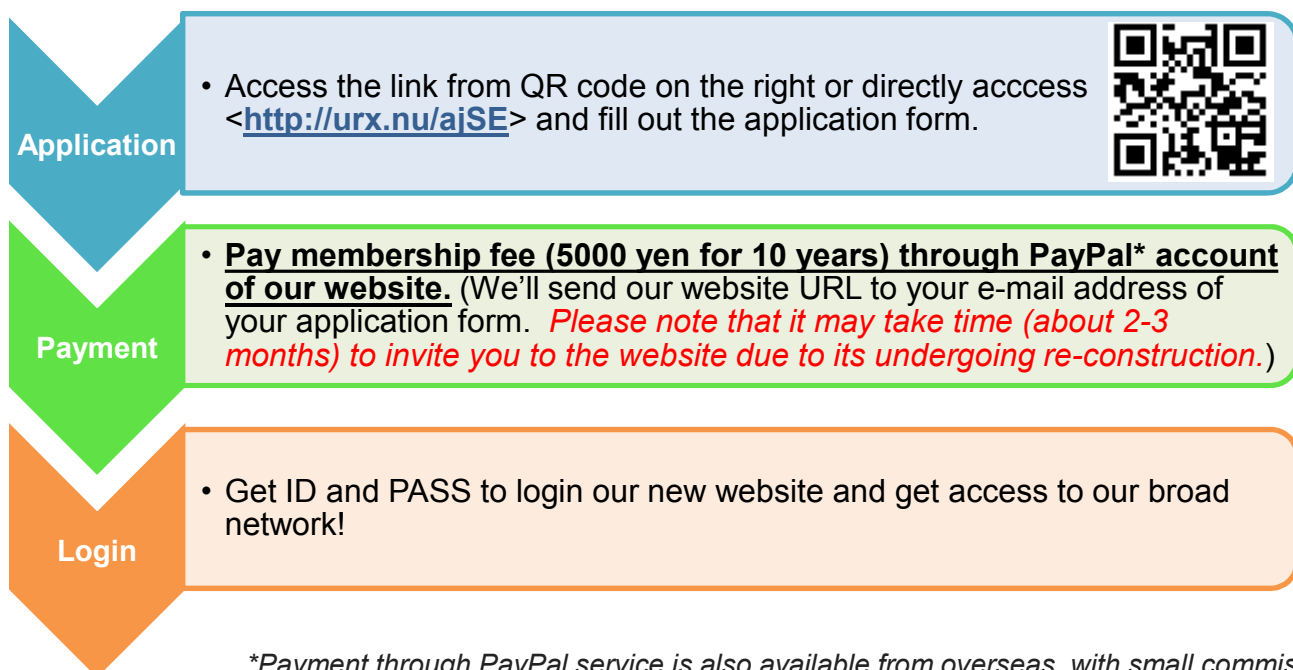 Application
• Access the link from QR code on the right or directly acccess
<http://urx.nu/ajSE> and fill out the application form.
Payment
• Pay membership fee (5000 yen for 10 years) through PayPal* account
of our website. (We’ll send our website URL to your e-mail address of
your application form.  Please note that it may take time (about 2-3
months) to invite you to the website due to its undergoing re-construction.)
Login
• Get ID and PASS to login our new website and get access to our broad
network!
*Payment through PayPal service is also available from overseas, with small